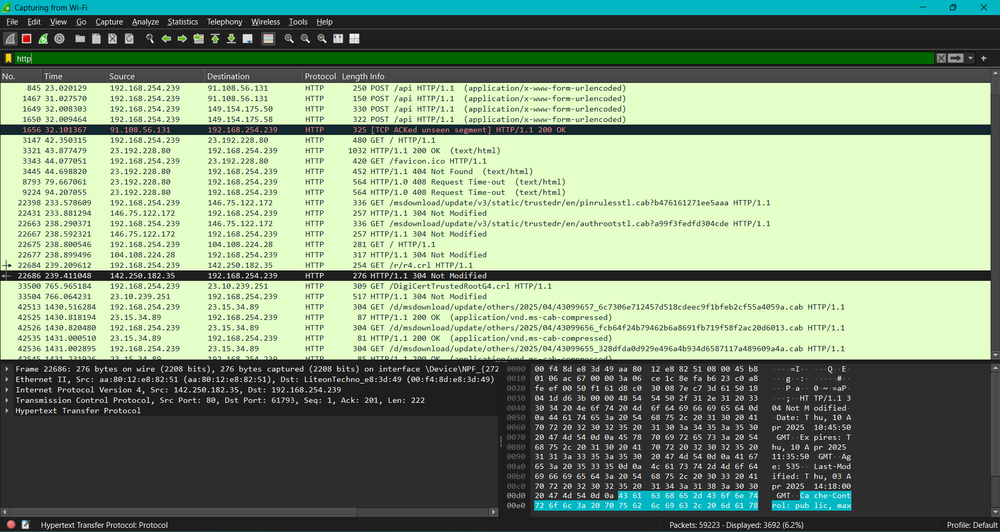 Capturing from Wi-Fi
File Edit View Go Capture Analyze Statistics Telephony Wireless Tools Help
http
No. Time Source Destination Protocol Length Info
845 23.020129 192.168.254.239 91.108.56.131 HTTP 250 POST /api HTTP/1.1 (application/x-www-form-urlencoded)
1467 31.027570 192.168.254.239 91.108.56.131 HTTP 150 POST /api HTTP/1.1 (application/x-www-form-urlencoded)
1649 32.008303 192.168.254.239 149.154.175.50 HTTP 330 POST /api HTTP/1.1 (application/x-www-form-urlencoded)
1650 32.009464 192.168.254.239 149.154.175.58 HTTP 322 POST /api HTTP/1.1 (application/x-www-form-urlencoded)
1656 32.101367 91.108.56.131 192.168.254.239 HTTP 325 [TCP ACKed unseen segment] HTTP/1.1 200 OK
3147 42.350315 192.168.254.239 23.192.228.80 HTTP 480 GET / HTTP/1.1
3321 43.877479 23.192.228.80 192.168.254.239 HTTP 1032 HTTP/1.1 200 OK (text/html)
3343 44.077051 192.168.254.239 23.192.228.80 HTTP 420 GET /favicon.ico HTTP/1.1
3445 44.698820 23.192.228.80 192.168.254.239 HTTP 452 HTTP/1.1 404 Not Found (text/html)
8793 79.667061 23.192.228.80 192.168.254.239 HTTP 564 HTTP/1.0 408 Request Time-out (text/html)
9224 94.207055 23.192.228.80 192.168.254.239 HTTP 564 HTTP/1.0 408 Request Time-out (text/html)
22398 233.578609 192.168.254.239 146.75.122.172 HTTP 336 GET /msdownload/update/v3/static/trustedr/en/pinrulesstl.cab?b476161271ee5aaa HTTP/1.1
22431 233.881294 146.75.122.172 192.168.254.239 HTTP 257 HTTP/1.1 304 Not Modified
22663 238.290371 192.168.254.239 146.75.122.172 HTTP 336 GET /msdownload/update/v3/static/trustedr/en/authrootstl.cab?a99f3fedfd304cde HTTP/1.1
22667 238.592321 146.75.122.172 192.168.254.239 HTTP 257 HTTP/1.1 304 Not Modified
22675 238.800546 192.168.254.239 104.108.224.28 HTTP 281 GET / HTTP/1.1
22677 238.899496 104.108.224.28 192.168.254.239 HTTP 317 HTTP/1.1 304 Not Modified
22684 239.209612 192.168.254.239 142.250.182.35 HTTP 254 GET /r/r4.crl HTTP/1.1
22686 239.411048 142.250.182.35 192.168.254.239 HTTP 276 HTTP/1.1 304 Not Modified
33500 765.965184 192.168.254.239 23.10.239.251 HTTP 309 GET /DigiCertTrustedRootG4.crl HTTP/1.1
33504 766.064231 23.10.239.251 192.168.254.239 HTTP 517 HTTP/1.1 304 Not Modified
42513 1430.516284 192.168.254.239 23.15.34.89 HTTP 304 GET /d/msdownload/update/others/2025/04/43099657_6c7306e712457d518cdeec9f1bfeb2cf55a4059a.cab HTTP/1.1
42525 1430.818194 23.15.34.89 192.168.254.239 HTTP 87 HTTP/1.1 200 OK (application/vnd.ms-cab-compressed)
42526 1430.820480 192.168.254.239 23.15.34.89 HTTP 304 GET /d/msdownload/update/others/2025/04/43099656_fcb64f24b79462b6a8691fb719f58f2ac20d6013.cab HTTP/1.1
42535 1431.000510 23.15.34.89 192.168.254.239 HTTP 81 HTTP/1.1 200 OK (application/vnd.ms-cab-compressed)
42536 1431.002895 192.168.254.239 23.15.34.89 HTTP 304 GET /d/msdownload/update/others/2025/04/43099655_328dfda0d929e496a4b934d6587117a489609a4a.cab HTTP/1.1
42545 1431.231926 23.15.34.89 192.168.254.239 HTTP 85 HTTP/1.1 200 OK (application/vnd.ms-cab-compressed)
Frame 22686: 276 bytes on wire (2208 bits), 276 bytes captured (2208 bits) on interface \Device\NPF_{272
Ethernet II, Src: aa:80:12:e8:82:51 (aa:80:12:e8:82:51), Dst: LiteonTechno_e8:3d:49 (00:f4:8d:e8:3d:49)
Internet Protocol Version 4, Src: 142.250.182.35, Dst: 192.168.254.239
Transmission Control Protocol, Src Port: 80, Dst Port: 61793, Seq: 1, Ack: 201, Len: 222
Hypertext Transfer Protocol
0000 00 f4 8d e8 3d 49 aa 80 12 e8 82 51 08 00 45 b8 ····=I·· ···Q··E·
0010 01 06 ac 67 00 00 3a 06 ce 1c 8e fa b6 23 c0 a8 ···g··:· ·····#··
0020 fe ef 00 50 f1 61 d8 c0 30 08 7e c7 3d 61 50 18 ···P·a·· 0·~·=aP·
0030 04 1d d6 3b 00 00 48 54 54 50 2f 31 2e 31 20 33 ···;··HT TP/1.1 3
0040 30 34 20 4e 6f 74 20 4d 6f 64 69 66 69 65 64 0d 04 Not M odified·
0050 0a 44 61 74 65 3a 20 54 68 75 2c 20 31 30 20 41 ·Date: T hu, 10 A
0060 70 72 20 32 30 32 35 20 31 30 3a 34 35 3a 35 30 pr 2025 10:45:50
0070 20 47 4d 54 0d 0a 45 78 70 69 72 65 73 3a 20 54 GMT··Ex pires: T
0080 68 75 2c 20 31 30 20 41 70 72 20 32 30 32 35 20 hu, 10 A pr 2025
0090 31 31 3a 33 35 3a 35 30 20 47 4d 54 0d 0a 41 67 11:35:50 GMT··Ag
00a0 65 3a 20 35 33 35 0d 0a 4c 61 73 74 2d 4d 6f 64 e: 535·· Last-Mod
00b0 69 66 69 65 64 3a 20 54 68 75 2c 20 30 33 20 41 ified: T hu, 03 A
00c0 70 72 20 32 30 32 35 20 31 34 3a 31 38 3a 30 30 pr 2025 14:18:00
00d0 20 47 4d 54 0d 0a 43 61 63 68 65 2d 43 6f 6e 74 GMT··Ca che-Cont
00e0 72 6f 6c 3a 20 70 75 62 6c 69 63 2c 20 6d 61 78 rol: pub lic, max
Hypertext Transfer Protocol: Protocol Packets: 59223 · Displayed: 3692 (6.2%) Profile: Default